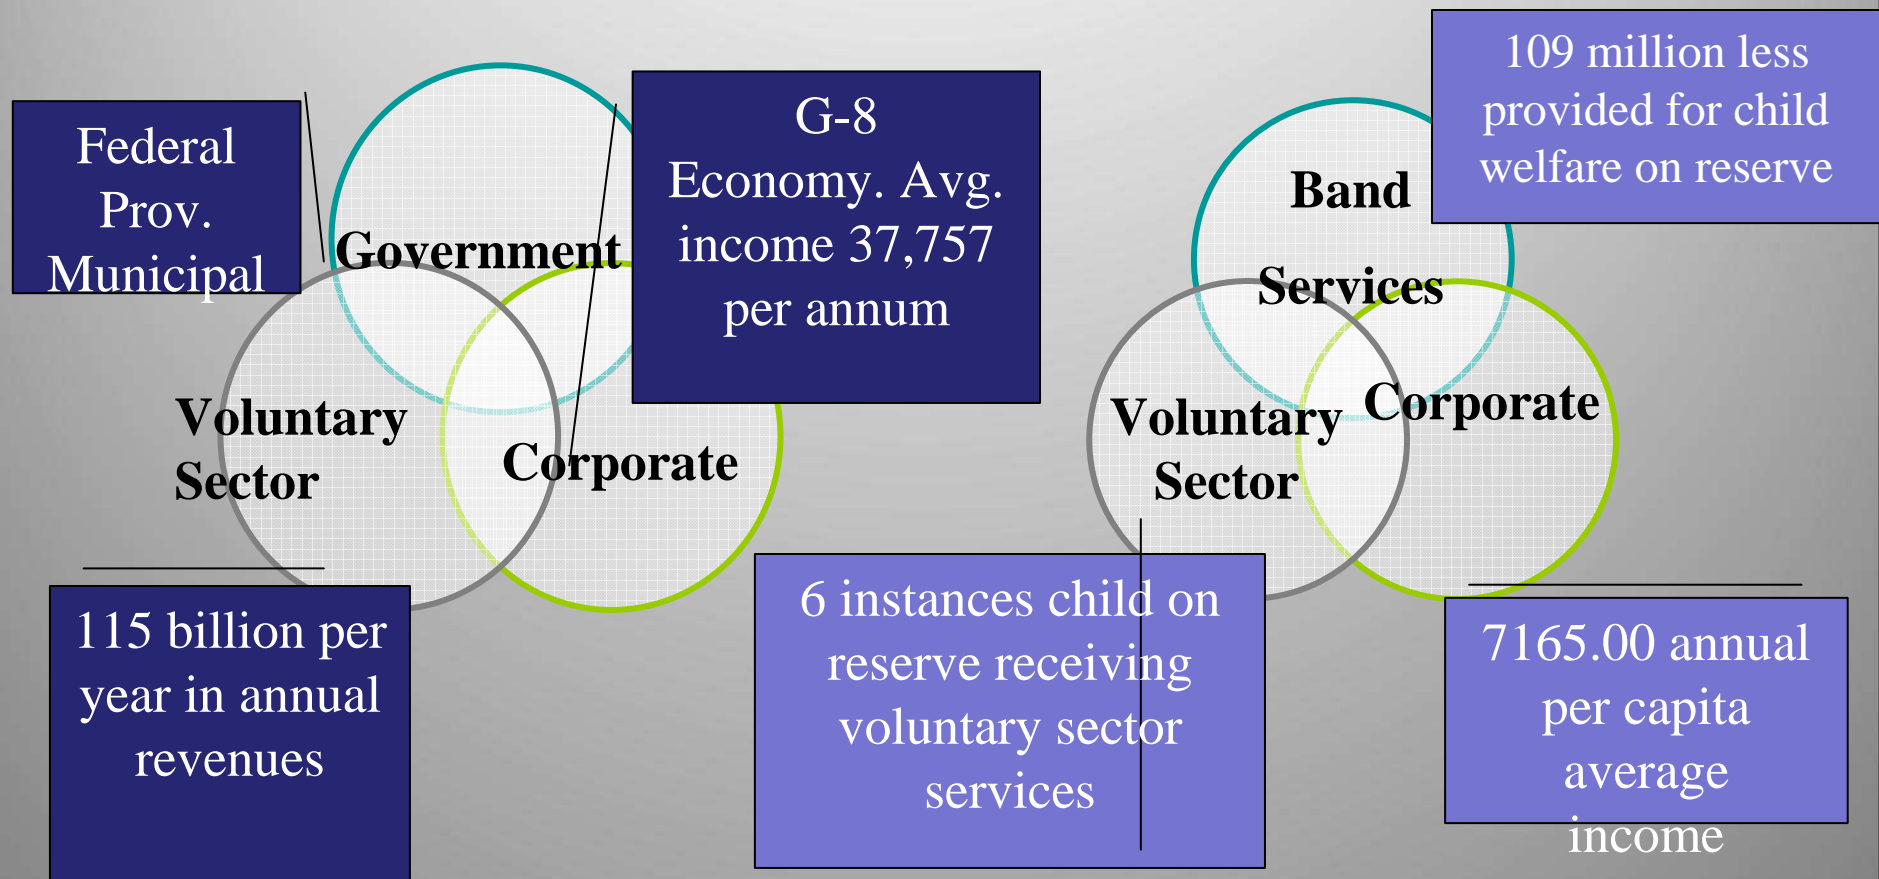 Federal
Prov.
Municipal
Government
Voluntary
Sector
Corporate
G-8
Economy. Avg.
income 37,757
per annum
115 billion per
year in annual
revenues
109 million less
provided for child
welfare on reserve
Band
Services
Voluntary
Sector
Corporate
6 instances child on
reserve receiving
voluntary sector
services
7165.00 annual
per capita
average
income